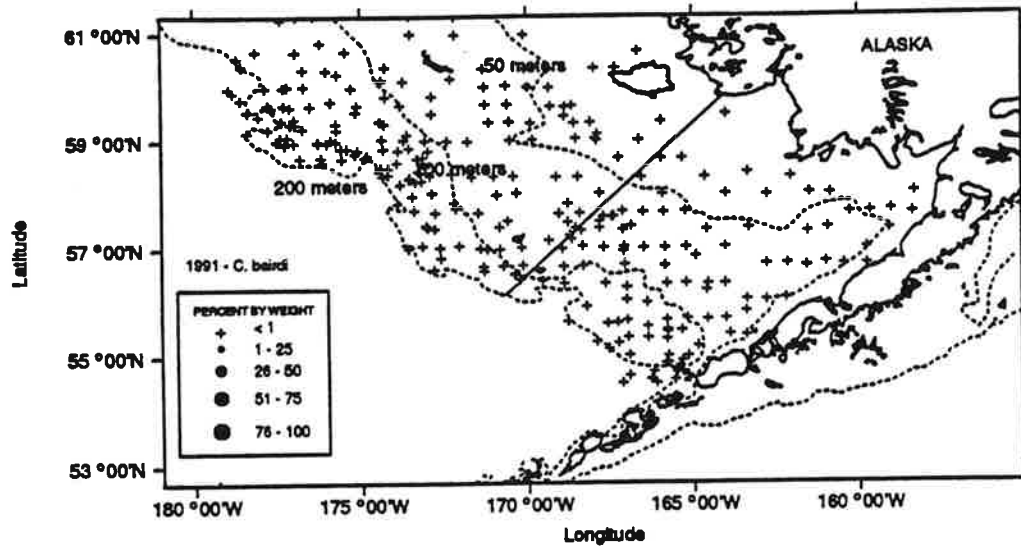 61 °00'N
59 °00'N
57 °00'N
55 °00'N
53 °00'N
Latitude
ALASKA
50 meters
100 meters
200 meters
1991 - C. bairdi
PERCENT BY WEIGHT
< 1
1 - 25
26 - 50
51 - 75
76 - 100
180 °00'W
175 °00'W
170 °00'W
165 °00'W
160 °00'W
Longitude